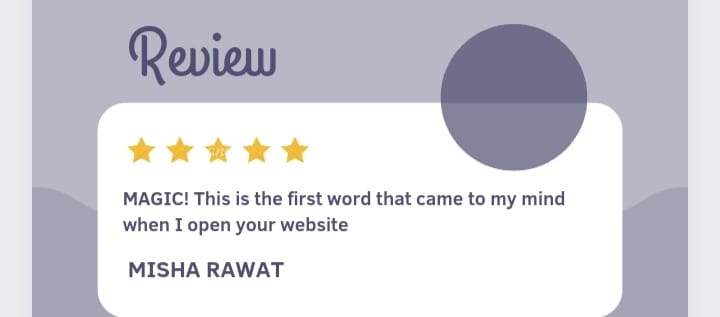 Review
MAGIC! This is the first word that came to my mind
when I open your website
MISHA RAWAT